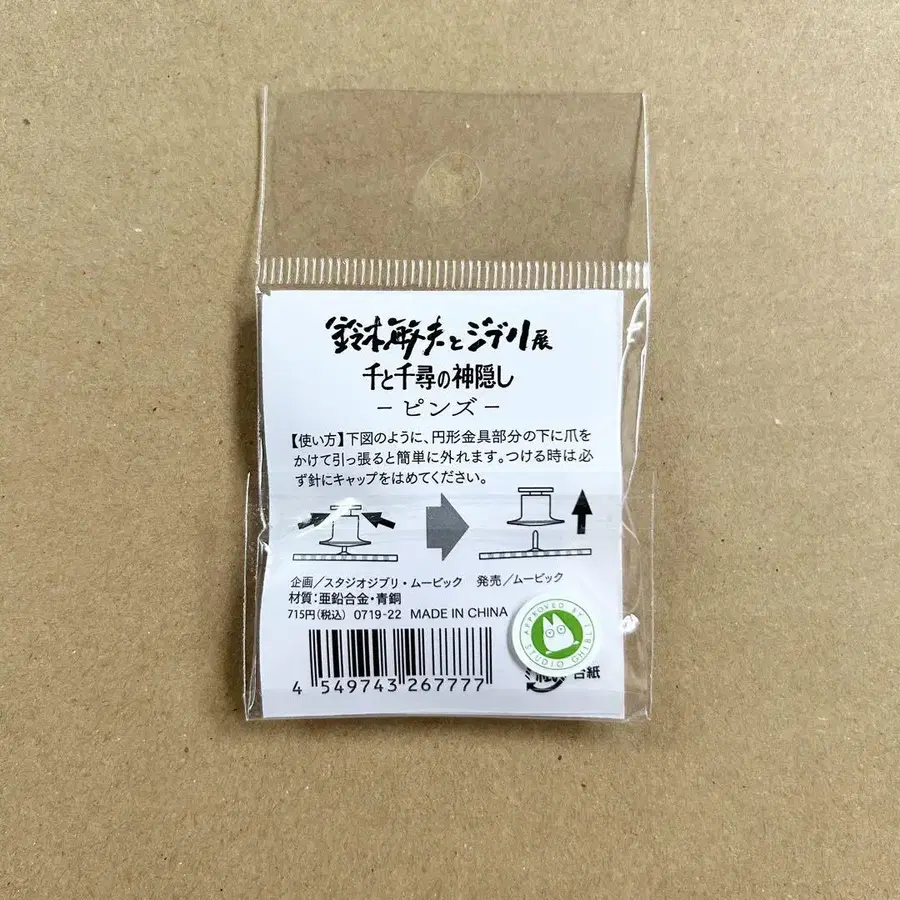 鈴木敏夫とジブリ展
千と千尋の神隠し
- ピンズ -
【使い方】下図のように、円形金具部分の下に爪を
かけて引っ張ると簡単に外れます。つける時は必
ず針にキャップをはめてください。
企画／スタジオジブリ・ムービック 発売／ムービック
材質：亜鉛合金・青銅
715円(税込) 0719-22 MADE IN CHINA
APPROVED BY
STUDIO GHIBLI
台紙
4 549743 267777